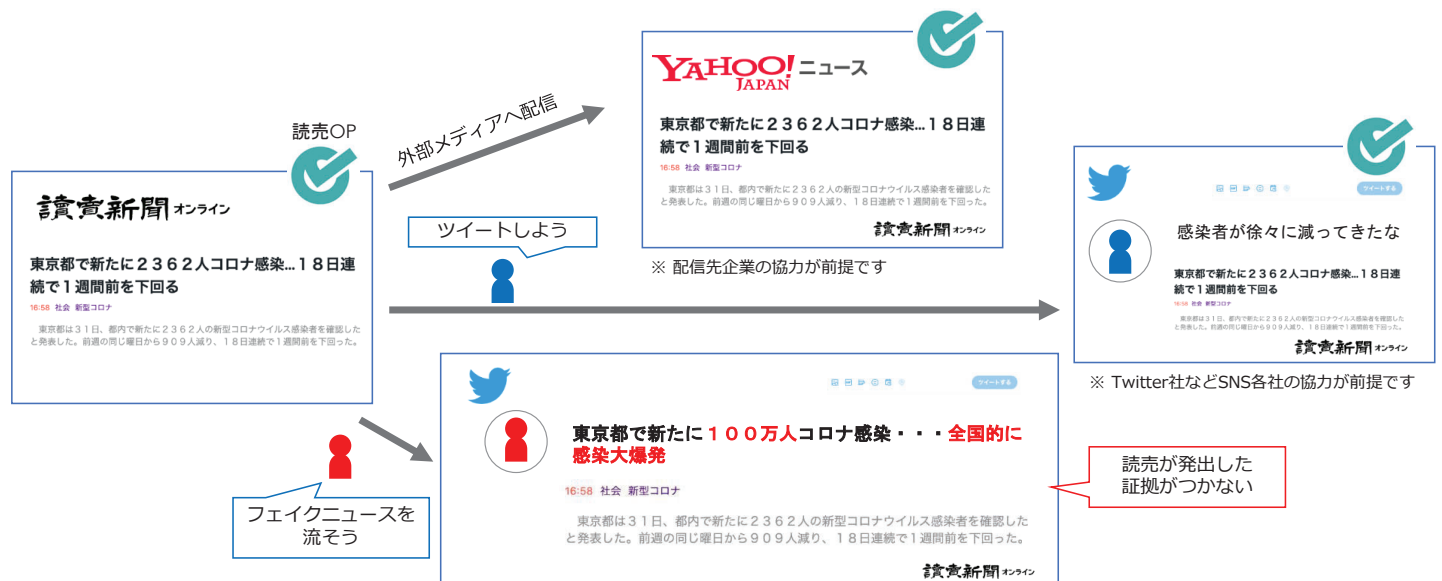 読売OP
讀賣新聞 オンライン
東京都で新たに2362人コロナ感染…18日連
続で1週間前を下回る
16:58 社会 新型コロナ
東京都は31日、都内で新たに2362人の新型コロナウイルス感染者を確認した
と発表した。前週の同じ曜日から909人減り、18日連続で1週間前を下回った。
外部メディアへ配信
YAHOO!ニュース
JAPAN
東京都で新たに2362人コロナ感染…18日連
続で1週間前を下回る
16:58 社会 新型コロナ
東京都は31日、都内で新たに2362人の新型コロナウイルス感染者を確認した
と発表した。前週の同じ曜日から909人減り、18日連続で1週間前を下回った。
讀賣新聞 オンライン
※ 配信先企業の協力が前提です
ツイートしよう
ツイートする
感染者が徐々に減ってきたな
東京都で新たに2362人コロナ感染…18日連
続で1週間前を下回る
16:58 社会 新型コロナ
東京都は31日、都内で新たに2362人の新型コロナウイルス感染者を確認した
と発表した。前週の同じ曜日から909人減り、18日連続で1週間前を下回った。
讀賣新聞 オンライン
※ Twitter社などSNS各社の協力が前提です
フェイクニュースを
流そう
ツイートする
東京都で新たに100万人コロナ感染・・・全国的に
感染大爆発
16:58 社会 新型コロナ
東京都は31日、都内で新たに2362人の新型コロナウイルス感染者を確認した
と発表した。前週の同じ曜日から909人減り、18日連続で1週間前を下回った。
讀賣新聞 オンライン
読売が発出した
証拠がつかない